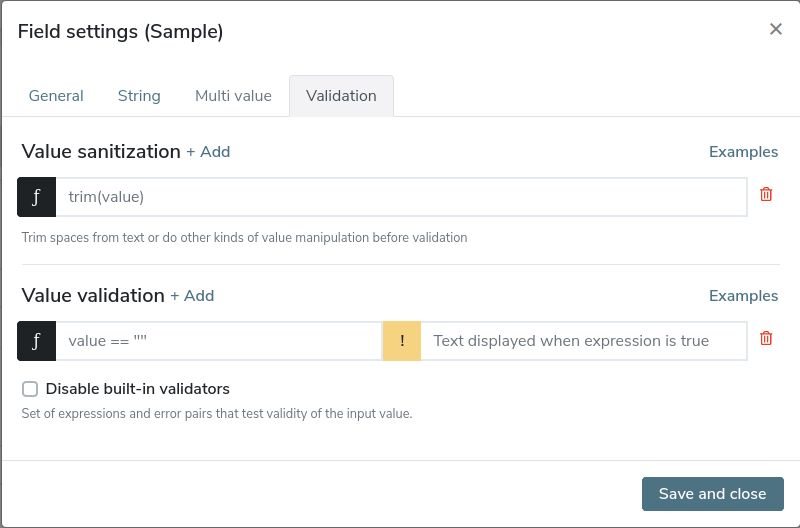 Field settings (Sample)
General String Multi value Validation
Value sanitization + Add Examples
ƒ trim(value)
Trim spaces from text or do other kinds of value manipulation before validation
Value validation + Add Examples
ƒ value == "" ! Text displayed when expression is true
Disable built-in validators
Set of expressions and error pairs that test validity of the input value.
Save and close